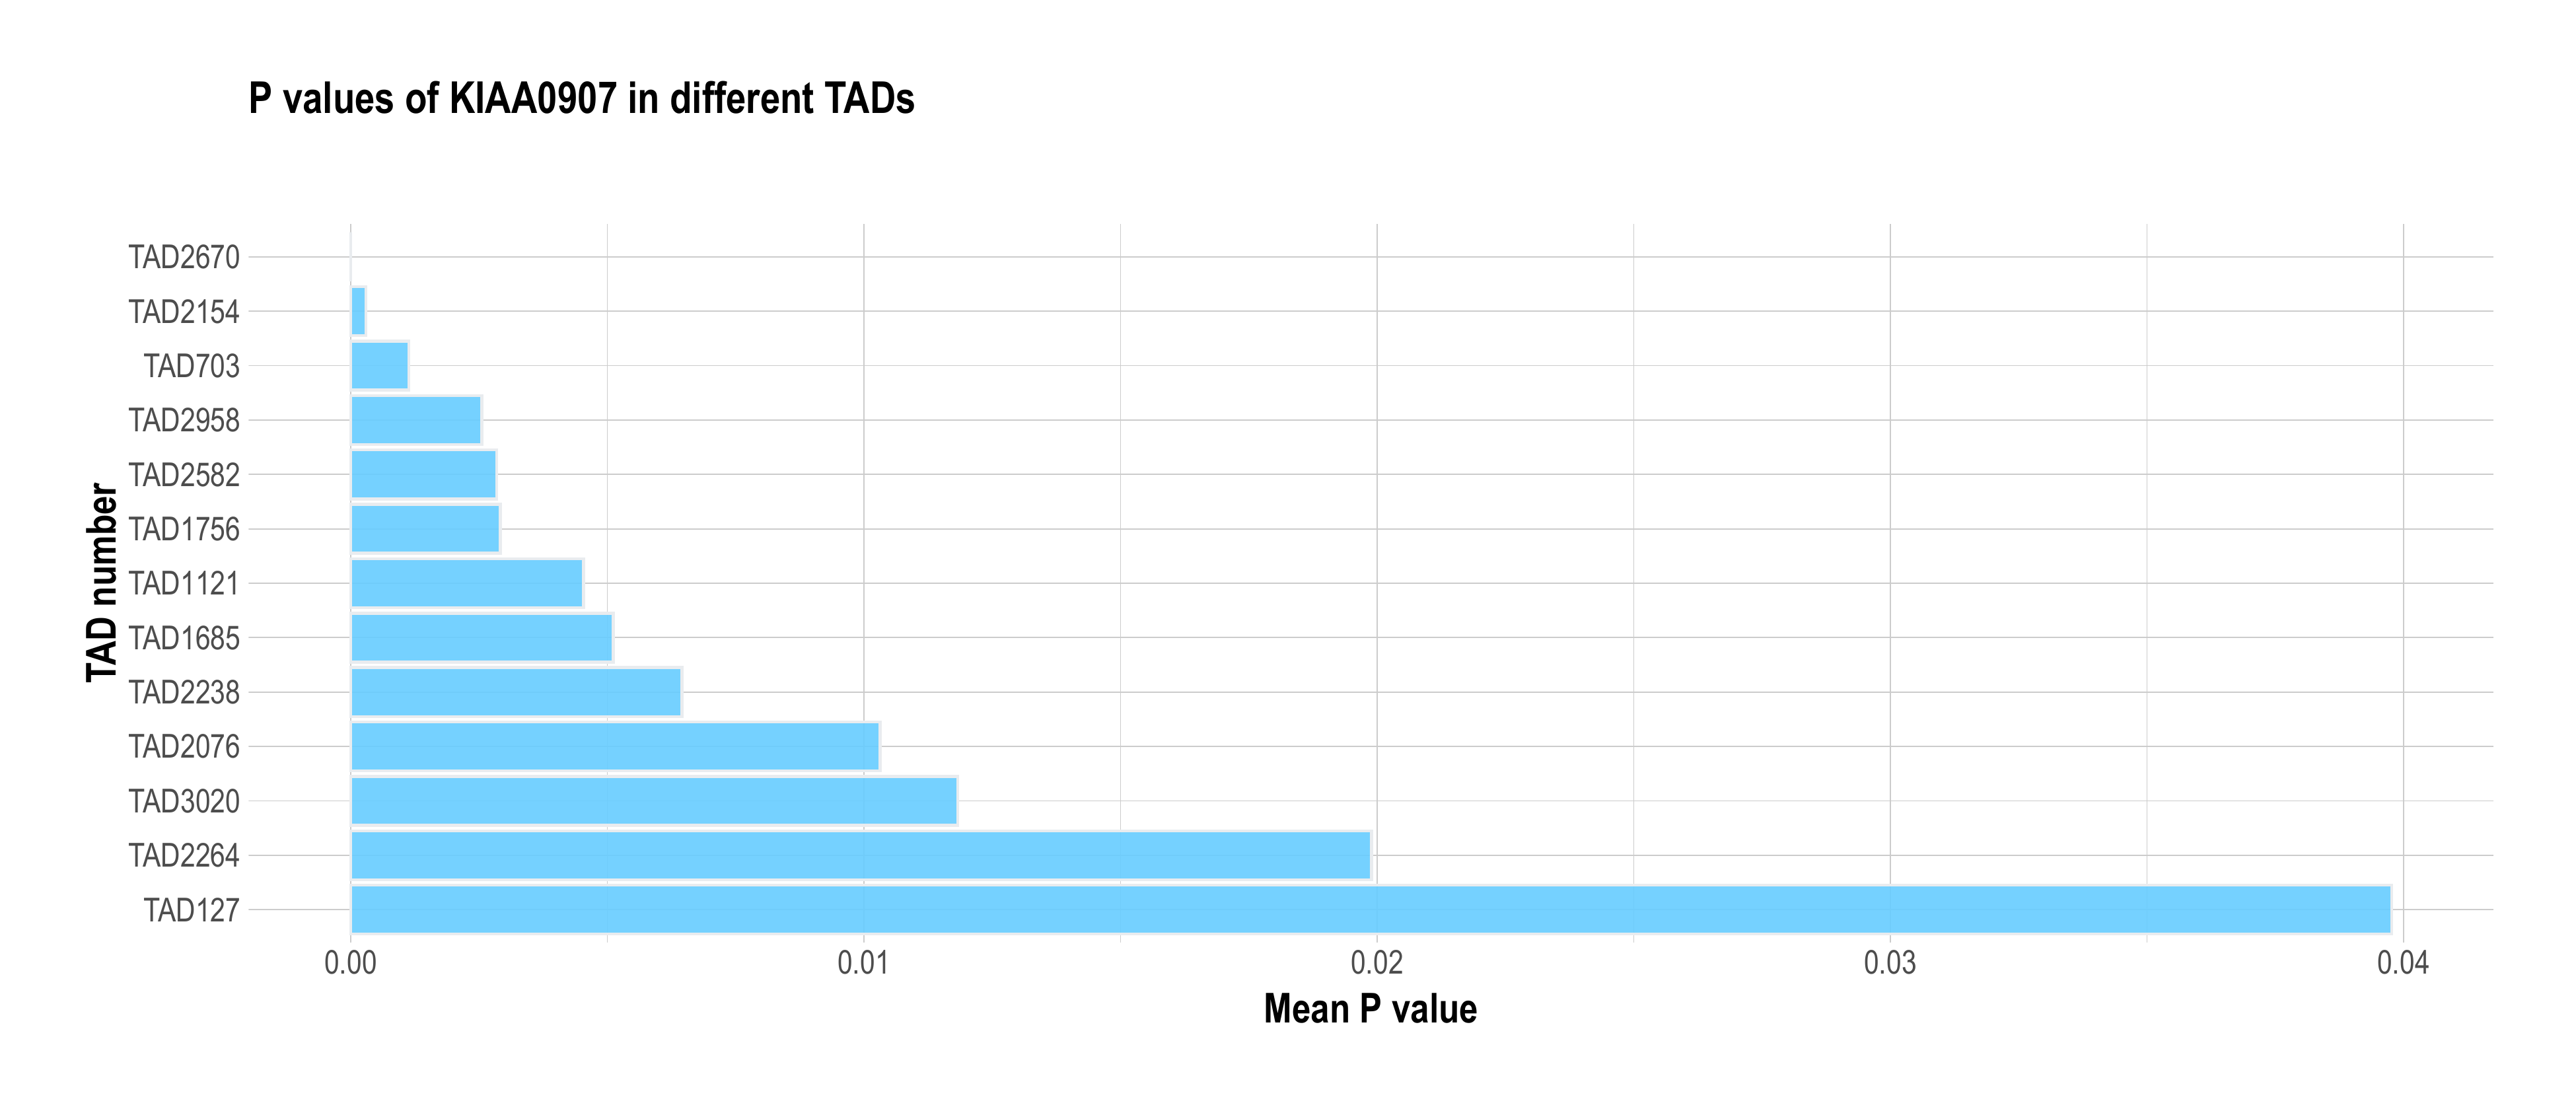 P values of KIAA0907 in different TADs
TAD number
TAD2670
TAD2154
TAD703
TAD2958
TAD2582
TAD1756
TAD1121
TAD1685
TAD2238
TAD2076
TAD3020
TAD2264
TAD127
0.00 0.01 0.02 0.03 0.04
Mean P value